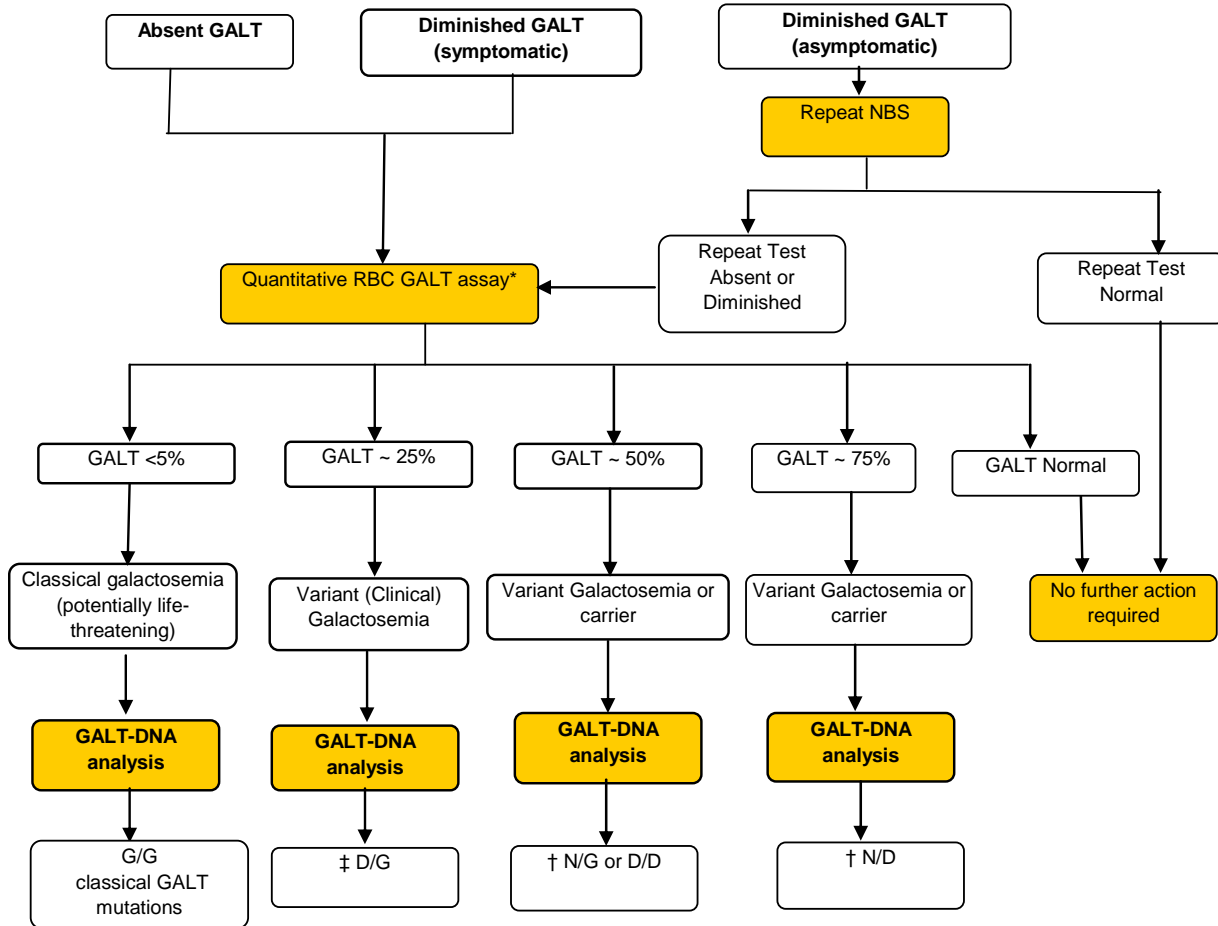 Absent GALT
Diminished GALT
(symptomatic)
Diminished GALT
(asymptomatic)
Repeat NBS
Quantitative RBC GALT assay*
Repeat Test
Absent or
Diminished
Repeat Test
Normal
GALT <5%
GALT ~ 25%
GALT ~ 50%
GALT ~ 75%
GALT Normal
Classical galactosemia
(potentially life-
threatening)
Variant (Clinical)
Galactosemia
Variant Galactosemia or
carrier
Variant Galactosemia or
carrier
No further action
required
GALT-DNA
analysis
GALT-DNA
analysis
GALT-DNA
analysis
GALT-DNA
analysis
G/G
classical GALT
mutations
‡ D/G
† N/G or D/D
† N/D